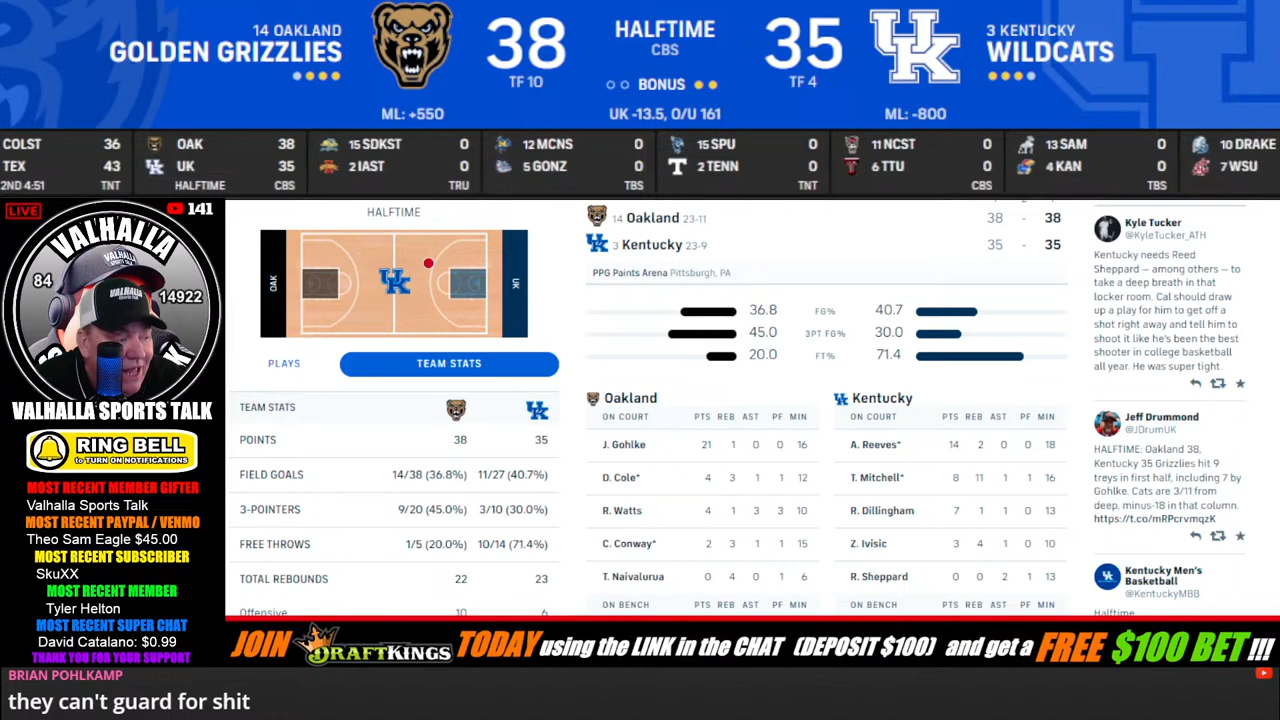 14 OAKLAND
GOLDEN GRIZZLIES
38
TF 10
HALFTIME
CBS
BONUS
35
TF 4
UK
3 KENTUCKY
WILDCATS
ML: +550
UK -13.5, O/U 161
ML: -800
COLST 36
TEX 43
2ND 4:51 TNT
OAK 38
UK 35
HALFTIME CBS
15 SDKST 0
2 IAST 0
TRU
12 MCNS 0
5 GONZ 0
TBS
15 SPU 0
2 TENN 0
TNT
11 NCST 0
6 TTU 0
CBS
13 SAM 0
4 KAN 0
TBS
10 DRAKE
7 WSU
LIVE
141
VALHALLA
84
14922
VALHALLA SPORTS TALK
RING BELL
to TURN ON NOTIFICATIONS
MOST RECENT MEMBER GIFTER
Valhalla Sports Talk
MOST RECENT PAYPAL / VENMO
Theo Sam Eagle $45.00
MOST RECENT SUBSCRIBER
SkuXX
MOST RECENT MEMBER
Tyler Helton
MOST RECENT SUPER CHAT
David Catalano: $0.99
THANK YOU FOR YOUR SUPPORT
HALFTIME
OAK
UK
UK
PLAYS TEAM STATS
TEAM STATS
POINTS 38 35
FIELD GOALS 14/38 (36.8%) 11/27 (40.7%)
3-POINTERS 9/20 (45.0%) 3/10 (30.0%)
FREE THROWS 1/5 (20.0%) 10/14 (71.4%)
TOTAL REBOUNDS 22 23
Offensive 10 6
14 Oakland 23-11 38 - 38
3 Kentucky 23-9 35 - 35
PPG Paints Arena Pittsburgh, PA
36.8 FG% 40.7
45.0 3PT FG% 30.0
20.0 FT% 71.4
Oakland
ON COURT PTS REB AST PF MIN
J. Gohlke 21 1 0 0 16
D. Cole* 4 3 1 1 12
R. Watts 4 1 3 3 10
C. Conway* 2 3 1 1 15
T. Naivalurua 0 4 0 1 6
ON BENCH PTS REB AST PF MIN
Kentucky
ON COURT PTS REB AST PF MIN
A. Reeves* 14 2 0 0 18
T. Mitchell* 8 11 1 1 16
R. Dillingham 7 1 1 0 13
Z. Ivisic 3 4 1 0 10
R. Sheppard 0 0 2 1 13
ON BENCH PTS REB AST PF MIN
Kyle Tucker
@KyleTucker_ATH
Kentucky needs Reed
Sheppard — among others — to
take a deep breath in that
locker room. Cal should draw
up a play for him to get off a
shot right away and tell him to
shoot it like he's been the best
shooter in college basketball
all year. He was super tight.
Jeff Drummond
@JDrumUK
HALFTIME: Oakland 38,
Kentucky 35 Grizzlies hit 9
treys in first half, including 7 by
Gohlke. Cats are 3/11 from
deep, minus-18 in that column.
https://t.co/mRPcrvmqzK
Kentucky Men's
Basketball
@KentuckyMBB
Halftime
JOIN DRAFTKINGS TODAY using the LINK in the CHAT (DEPOSIT $100) and get a FREE $100 BET !!!
BRIAN POHLKAMP
they can't guard for shit